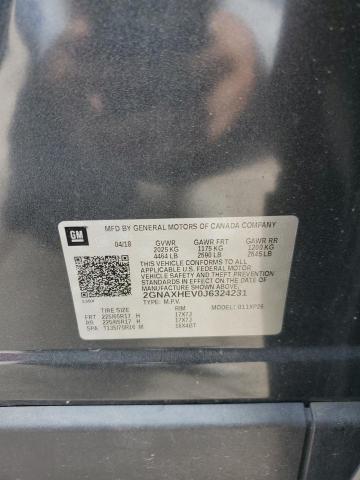 MFD BY GENERAL MOTORS OF CANADA COMPANY
GM
04/18 GVWR GAWR FRT GAWR RR
2025 KG 1175 KG 1200 KG
4464 LB 2590 LB 2645 LB
THIS VEHICLE CONFORMS TO ALL
APPLICABLE U.S. FEDERAL MOTOR
VEHICLE SAFETY AND THEFT PREVENTION
STANDARDS IN EFFECT ON THE DATE OF
MANUFACTURE SHOWN ABOVE.
2GNAXHEV0J6324231
TYPE: M.P.V. MODEL:
TIRE SIZE RIM
FRT 225/65R17 H 17X7J
RR 225/65R17 H 17X7J
SPA T135/70R16 M 16X4BT